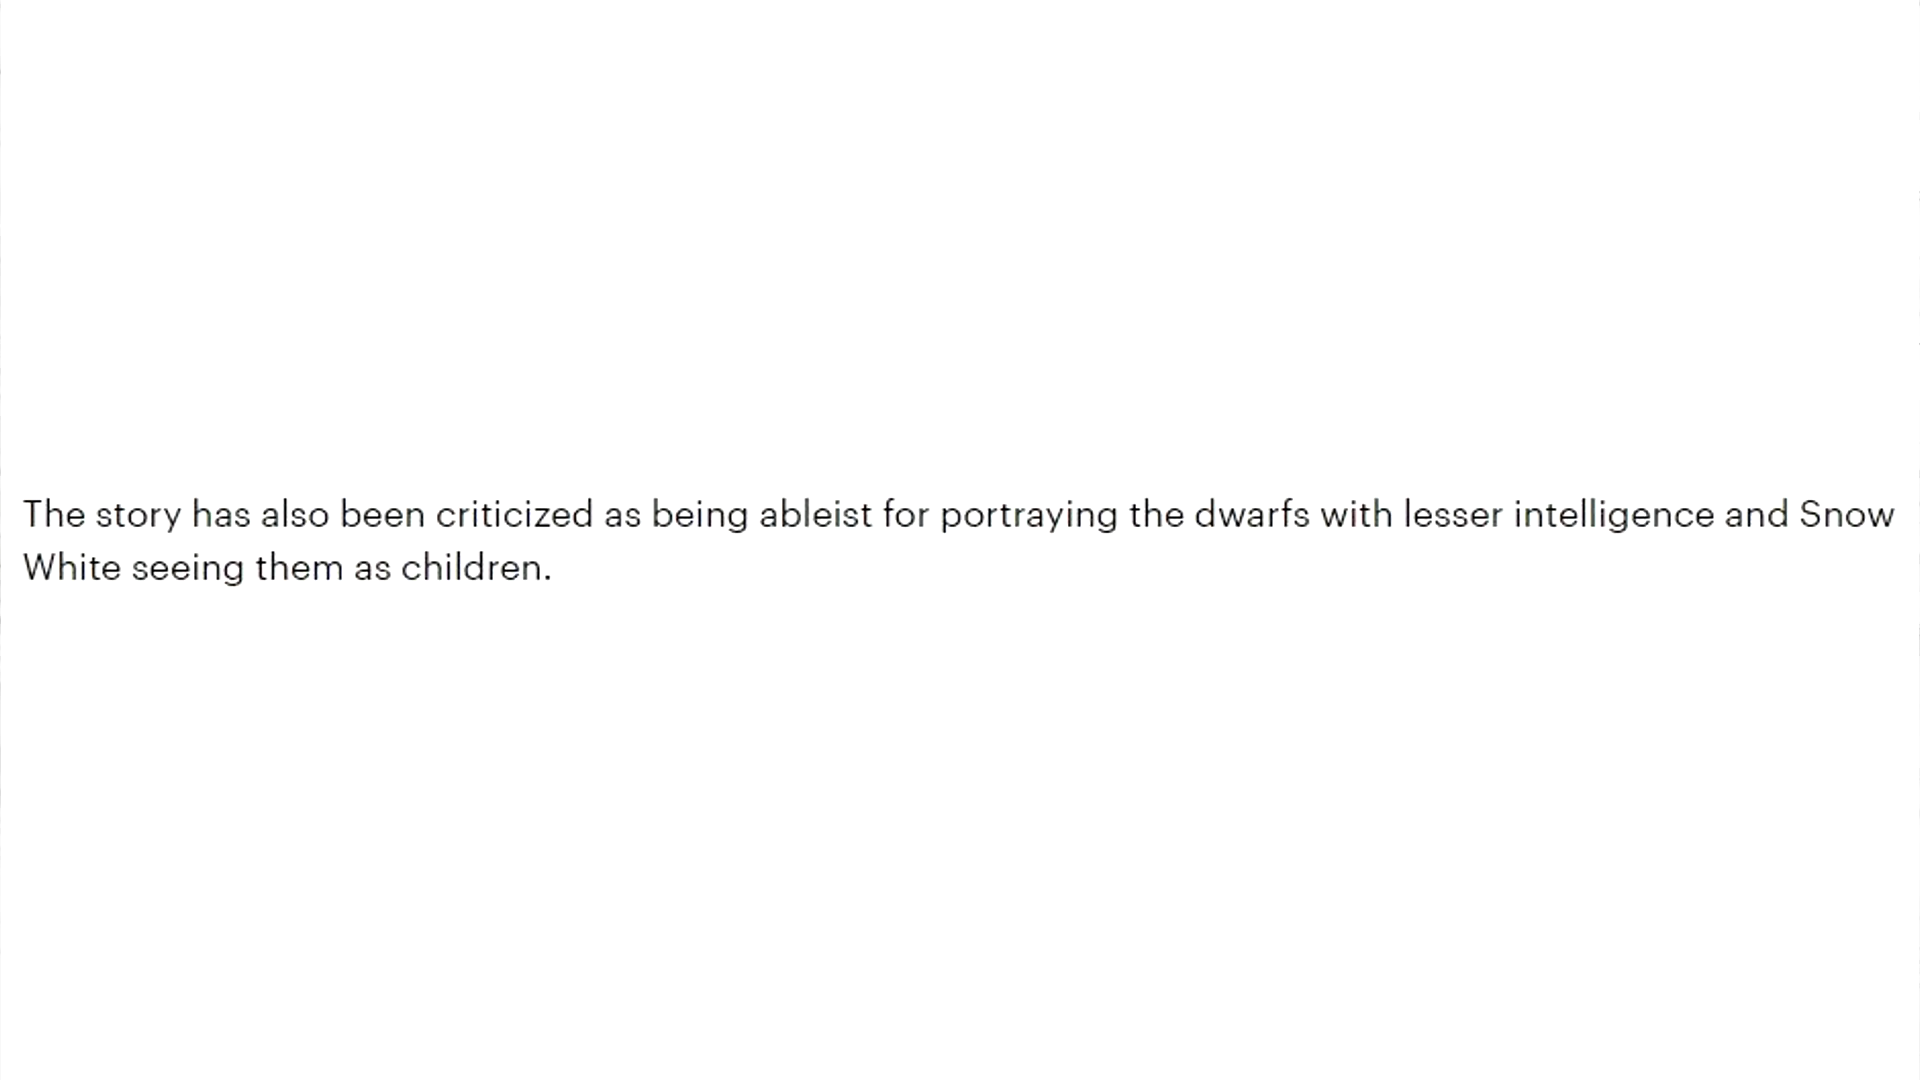 The story has also been criticized as being ableist for portraying the dwarfs with lesser intelligence and Snow
White seeing them as children.